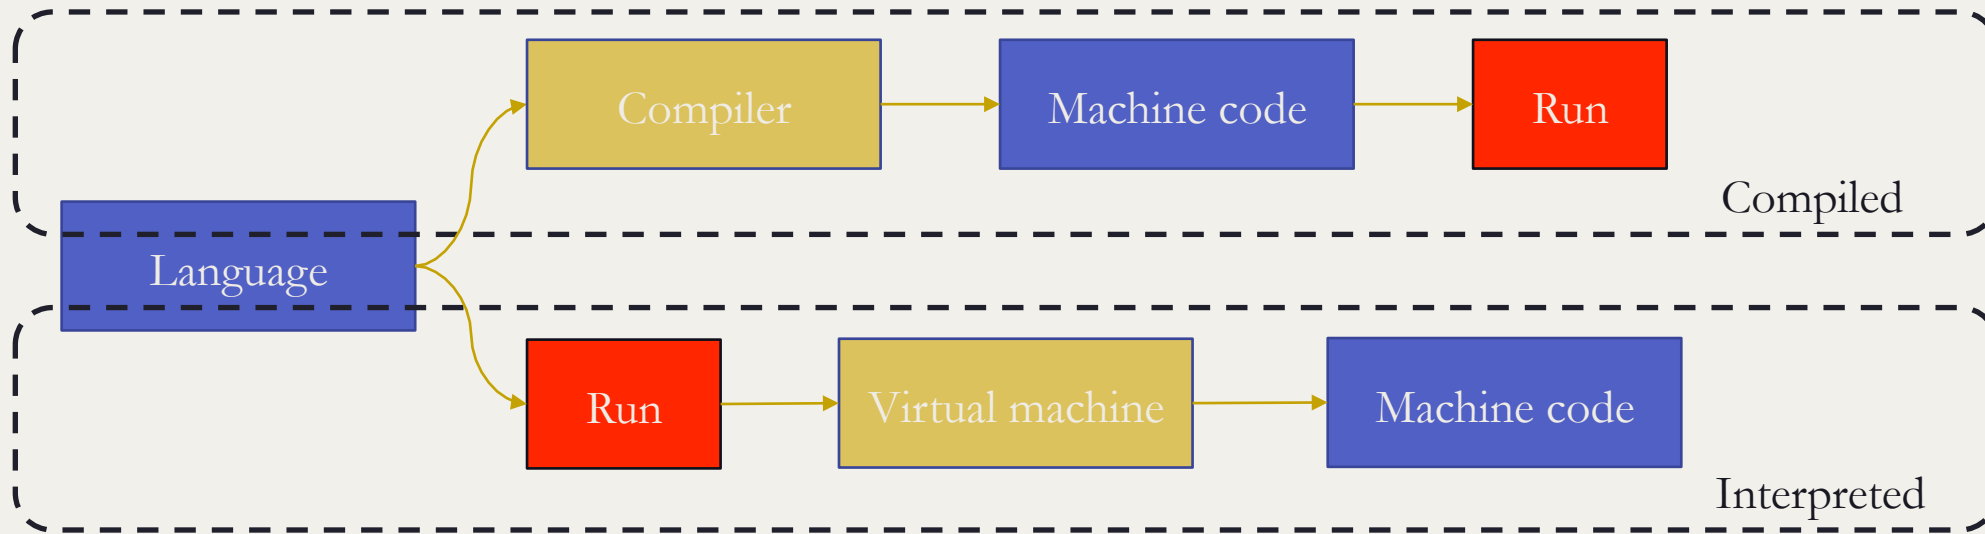 Compiler
Machine code
Run
Compiled
Language
Run
Virtual machine
Machine code
Interpreted